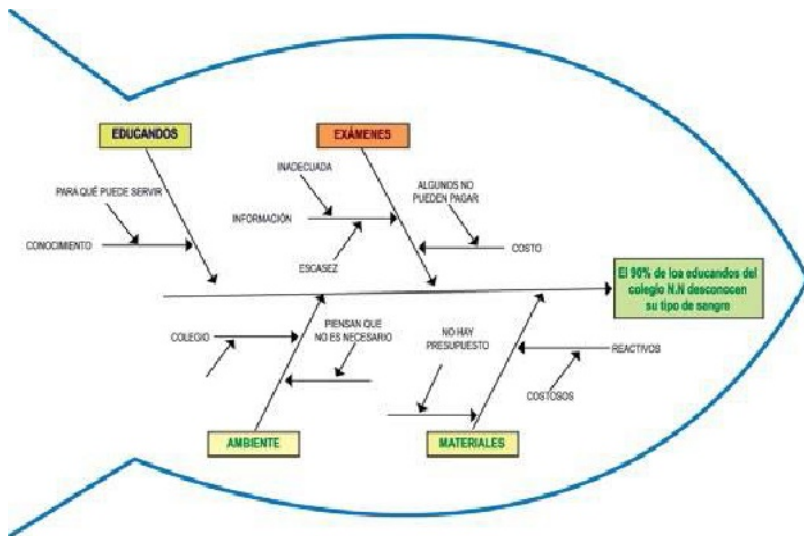 EDUCANDOS
EXÁMENES
INADECUADA
PARA QUÉ PUEDE SERVIR
ALGUNOS NO
PUEDEN PAGAR
INFORMACIÓN
CONOCIMIENTO
COSTO
ESCASEZ
El 90% de loa educandos del
colegio N.N desconocen
su tipo de sangre
PIENSAN QUE
NO ES NECESARIO
NO HAY
PRESUPUESTO
COLEGIO
REACTIVOS
COSTOSOS
AMBIENTE
MATERIALES